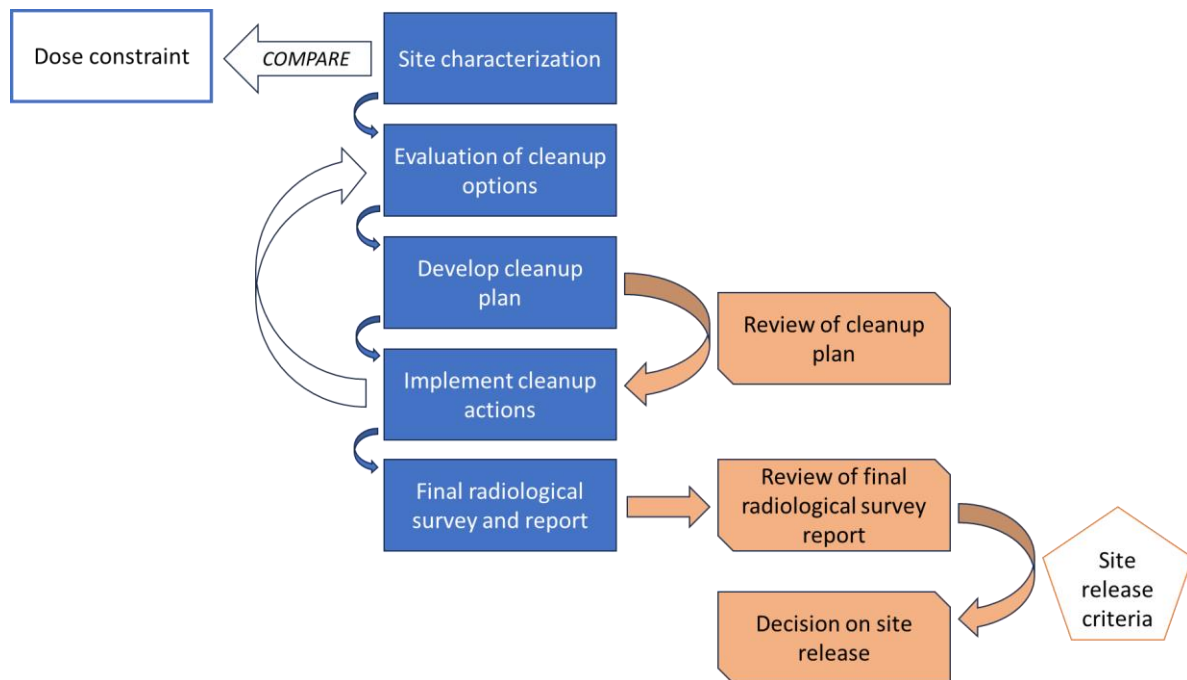 Dose constraint
COMPARE
Site characterization
Evaluation of cleanup
options
Develop cleanup
plan
Review of cleanup
plan
Implement cleanup
actions
Final radiological
survey and report
Review of final
radiological survey
report
Site
release
criteria
Decision on site
release